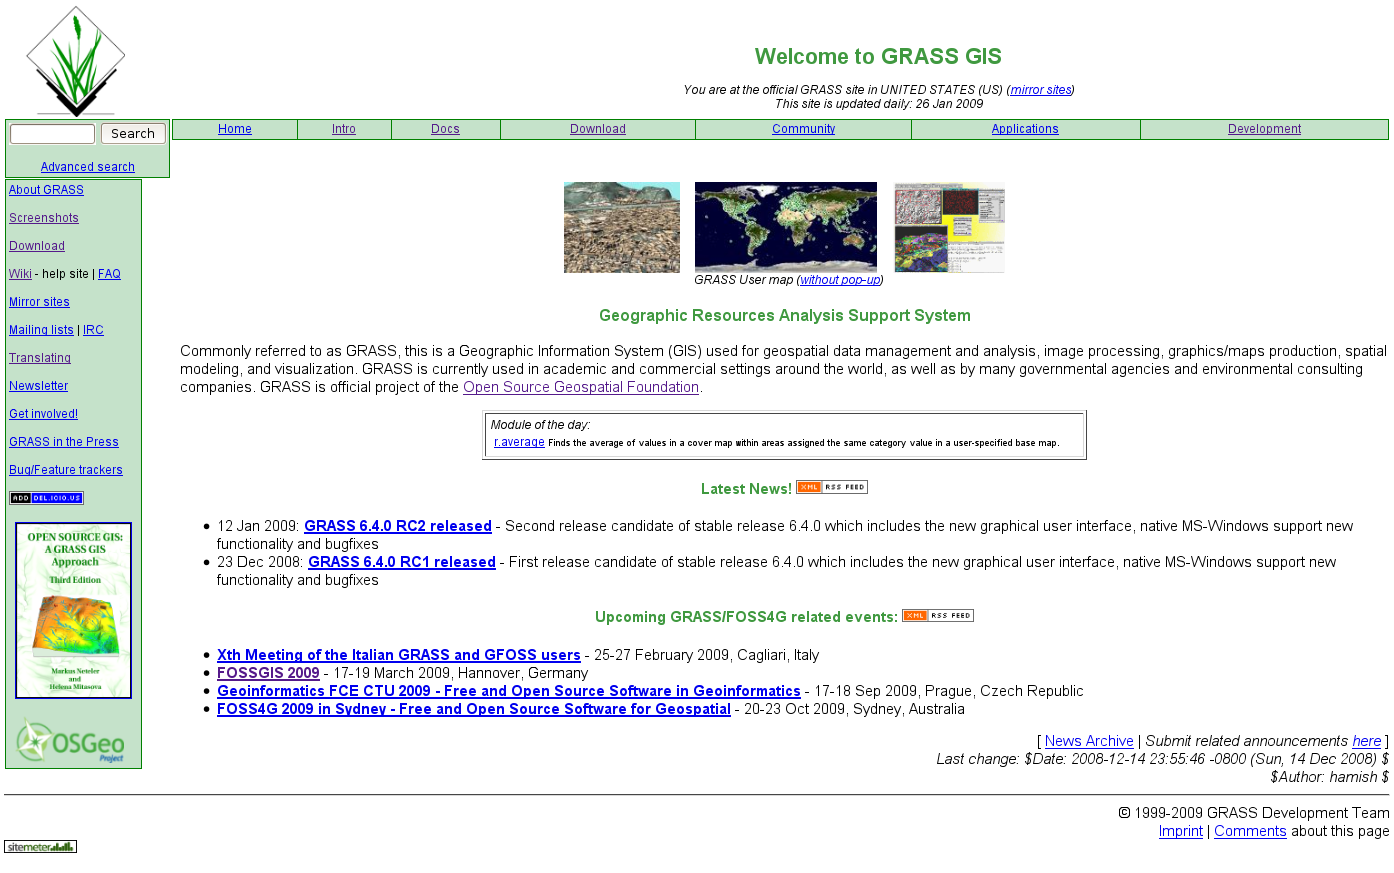 Welcome to GRASS GIS
You are at the official GRASS site in UNITED STATES (US) (mirror sites)
This site is updated daily: 26 Jan 2009
Search
Advanced search
Home Intro Docs Download Community Applications Development
About GRASS
Screenshots
Download
Wiki - help site | FAQ
Mirror sites
Mailing lists | IRC
Translating
Newsletter
Get involved!
GRASS in the Press
Bug/Feature trackers
ADD DEL.ICIO.US
OPEN SOURCE GIS:
A GRASS GIS
Approach
Third Edition
Markus Neteler
and
Helena Mitasova
OSGeo
Project
GRASS User map (without pop-up)
Geographic Resources Analysis Support System
Commonly referred to as GRASS, this is a Geographic Information System (GIS) used for geospatial data management and analysis, image processing, graphics/maps production, spatial
modeling, and visualization. GRASS is currently used in academic and commercial settings around the world, as well as by many governmental agencies and environmental consulting
companies. GRASS is official project of the Open Source Geospatial Foundation.
Module of the day:
r.average Finds the average of values in a cover map within areas assigned the same category value in a user-specified base map.
Latest News! XML RSS FEED
• 12 Jan 2009: GRASS 6.4.0 RC2 released - Second release candidate of stable release 6.4.0 which includes the new graphical user interface, native MS-Windows support new
functionality and bugfixes
• 23 Dec 2008: GRASS 6.4.0 RC1 released - First release candidate of stable release 6.4.0 which includes the new graphical user interface, native MS-Windows support new
functionality and bugfixes
Upcoming GRASS/FOSS4G related events: XML RSS FEED
• Xth Meeting of the Italian GRASS and GFOSS users - 25-27 February 2009, Cagliari, Italy
• FOSSGIS 2009 - 17-19 March 2009, Hannover, Germany
• Geoinformatics FCE CTU 2009 - Free and Open Source Software in Geoinformatics - 17-18 Sep 2009, Prague, Czech Republic
• FOSS4G 2009 in Sydney - Free and Open Source Software for Geospatial - 20-23 Oct 2009, Sydney, Australia
[ News Archive | Submit related announcements here ]
Last change: $Date: 2008-12-14 23:55:46 -0800 (Sun, 14 Dec 2008) $
$Author: hamish $
© 1999-2009 GRASS Development Team
Imprint | Comments about this page
sitemeter